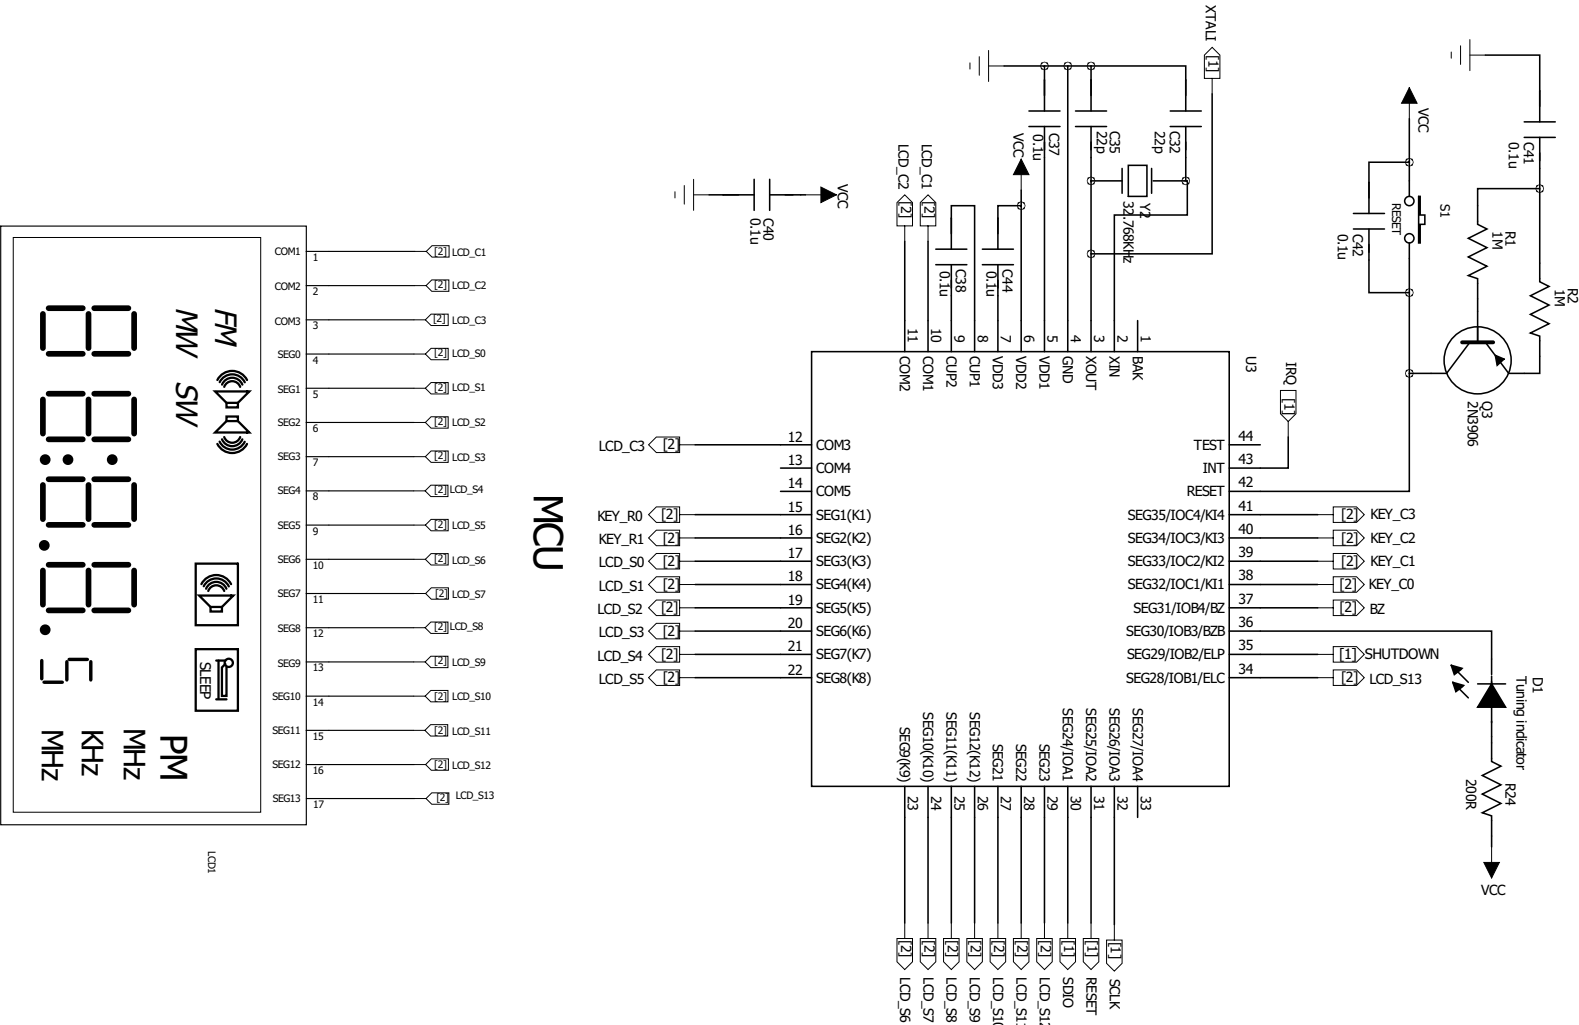 XTALI
[1]
VCC
C41
0.1u
S1
RESET
C42
0.1u
R1
1M
R2
1M
Q3
2N3906
C37
0.1u
C35
22p
C32
22p
VCC
Y2
32.768KHz
LCD_C2
[2]
LCD_C1
[2]
C38
0.1u
C44
0.1u
VCC
C40
0.1u
11
10
9
8
7
6
5
4
3
2
1
COM2
COM1
CUP2
CUP1
VDD3
VDD2
VDD1
GND
XOUT
XIN
BAK
U3
IRQ
[1]
LCD_C3 [2] 12 COM3
13 COM4
14 COM5
KEY_R0 [2] 15 SEG1(K1)
KEY_R1 [2] 16 SEG2(K2)
LCD_S0 [2] 17 SEG3(K3)
LCD_S1 [2] 18 SEG4(K4)
LCD_S2 [2] 19 SEG5(K5)
LCD_S3 [2] 20 SEG6(K6)
LCD_S4 [2] 21 SEG7(K7)
LCD_S5 [2] 22 SEG8(K8)
TEST 44
INT 43
RESET 42
SEG35/IOC4/KI4 41 [2] KEY_C3
SEG34/IOC3/KI3 40 [2] KEY_C2
SEG33/IOC2/KI2 39 [2] KEY_C1
SEG32/IOC1/KI1 38 [2] KEY_C0
SEG31/IOB4/BZ 37 [2] BZ
SEG30/IOB3/BZB 36
SEG29/IOB2/ELP 35 [1] SHUTDOWN
SEG28/IOB1/ELC 34 [2] LCD_S13
D1
Tuning indicator
R24
200R
VCC
SEG9(K9) 23 [2] LCD_S6
SEG10(K10) 24 [2] LCD_S7
SEG11(K11) 25 [2] LCD_S8
SEG12(K12) 26 [2] LCD_S9
SEG21 27 [2] LCD_S10
SEG22 28 [2] LCD_S11
SEG23 29 [2] LCD_S12
SEG24/IOA1 30 [1] SDIO
SEG25/IOA2 31 [1] RESET
SEG26/IOA3 32 [1] SCLK
SEG27/IOA4 33
MCU
COM1 1 [2] LCD_C1
COM2 2 [2] LCD_C2
COM3 3 [2] LCD_C3
SEG0 4 [2] LCD_S0
SEG1 5 [2] LCD_S1
SEG2 6 [2] LCD_S2
SEG3 7 [2] LCD_S3
SEG4 8 [2] LCD_S4
SEG5 9 [2] LCD_S5
SEG6 10 [2] LCD_S6
SEG7 11 [2] LCD_S7
SEG8 12 [2] LCD_S8
SEG9 13 [2] LCD_S9
SEG10 14 [2] LCD_S10
SEG11 15 [2] LCD_S11
SEG12 16 [2] LCD_S12
SEG13 17 [2] LCD_S13
FM
MW SW
88:8.8.5
SLEEP
PM
MHz
KHz
MHz
LCD1